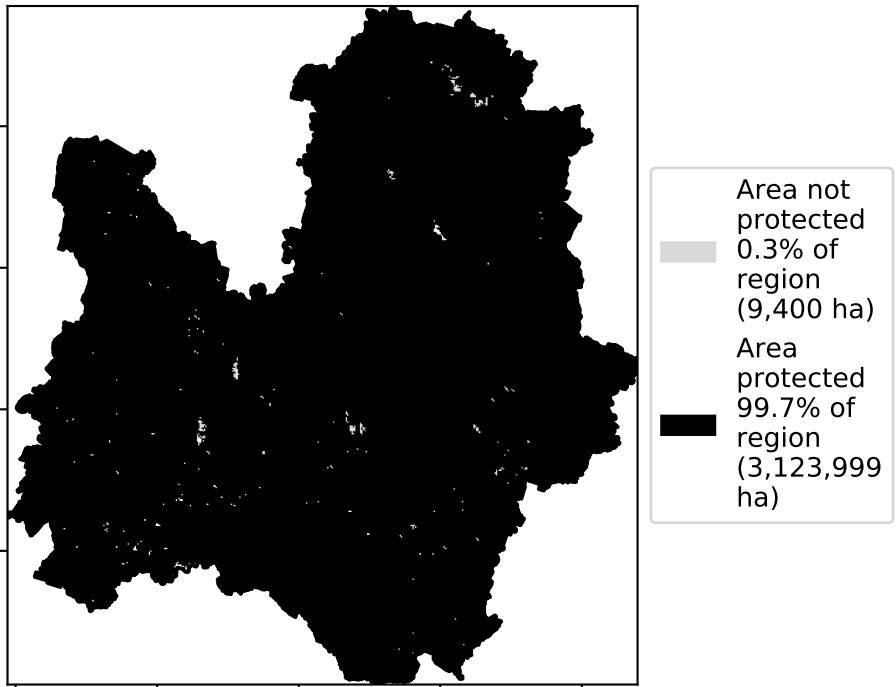 Area not
protected
0.3% of
region
(9,400 ha)
Area
protected
99.7% of
region
(3,123,999
ha)